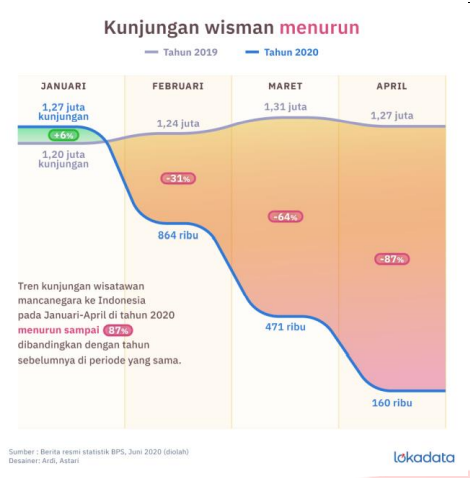 Kunjungan wisman menurun
Tahun 2019
Tahun 2020
JANUARI
FEBRUARI
MARET
APRIL
1,27 juta
kunjungan
+6%
1,20 juta
kunjungan
1,24 juta
-31%
864 ribu
1,31 juta
-64%
471 ribu
1,27 juta
-87%
160 ribu
Tren kunjungan wisatawan
mancanegara ke Indonesia
pada Januari-April di tahun 2020
menurun sampai 87%
dibandingkan dengan tahun
sebelumnya di periode yang sama.
Sumber : Berita resmi statistik BPS, Juni 2020 (diolah)
Desainer: Ardi, Astari
lokadata